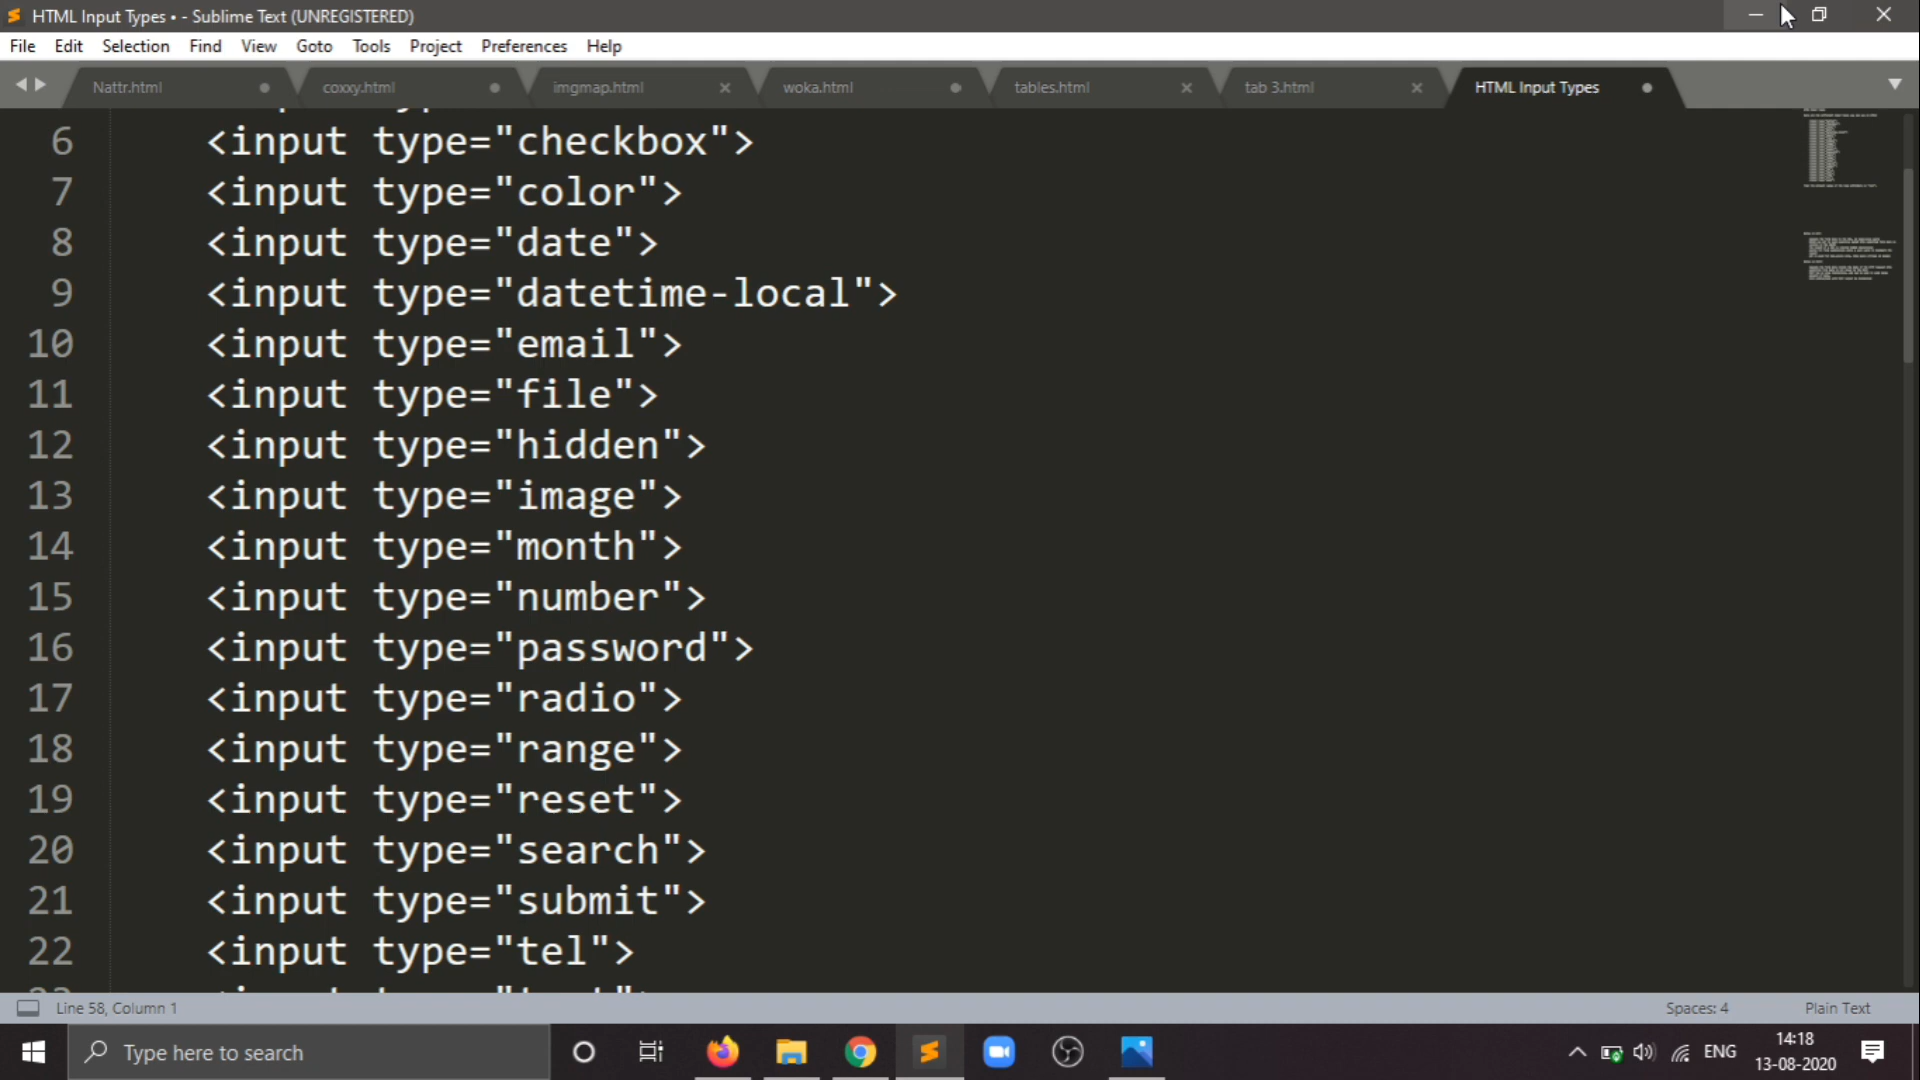 HTML Input Types • - Sublime Text (UNREGISTERED)
File Edit Selection Find View Goto Tools Project Preferences Help
Nattr.html coxxy.html imgmap.html woka.html tables.html tab 3.html HTML Input Types
6 <input type="checkbox">
7 <input type="color">
8 <input type="date">
9 <input type="datetime-local">
10 <input type="email">
11 <input type="file">
12 <input type="hidden">
13 <input type="image">
14 <input type="month">
15 <input type="number">
16 <input type="password">
17 <input type="radio">
18 <input type="range">
19 <input type="reset">
20 <input type="search">
21 <input type="submit">
22 <input type="tel">
Line 58, Column 1 Spaces: 4 Plain Text
Type here to search ENG 14:18
13-08-2020